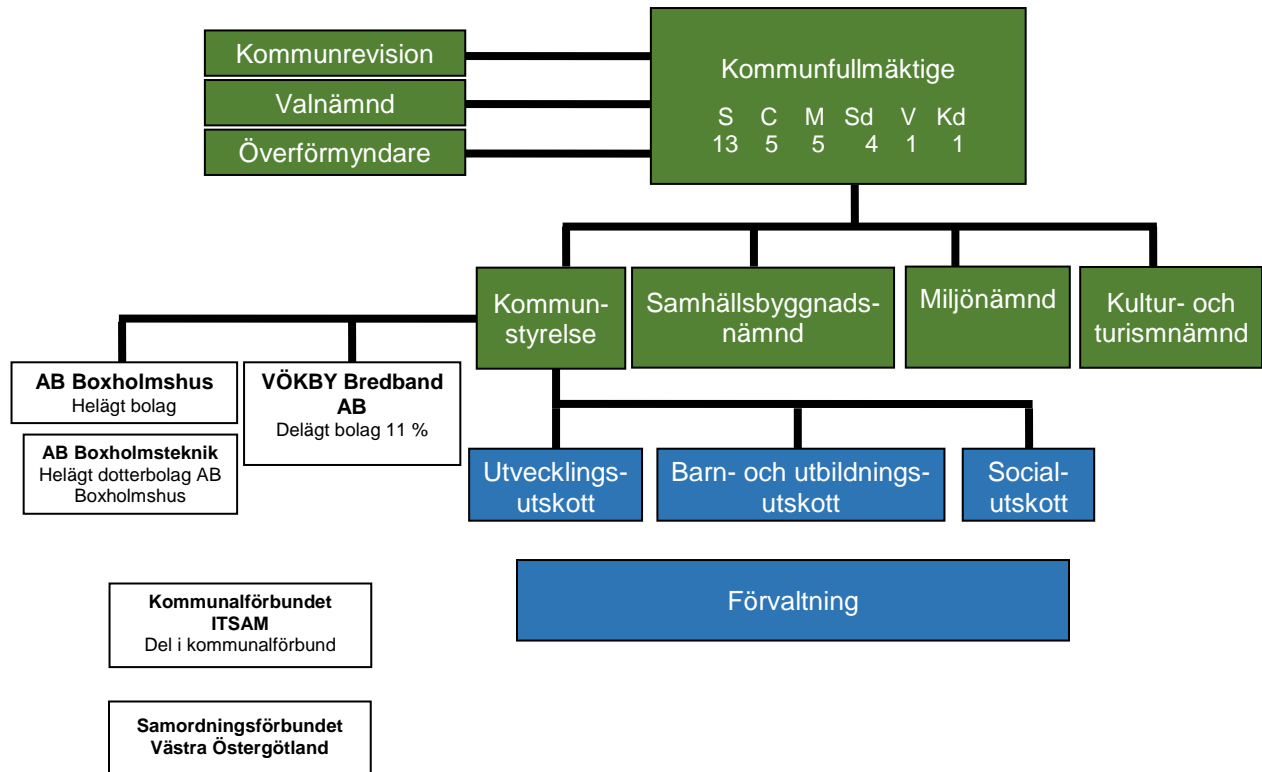 Kommunrevision
Valnämnd
Överförmyndare
Kommunfullmäktige
S C M Sd V Kd
13 5 5 4 1 1
Kommun-
styrelse
Samhällsbyggnads-
nämnd
Miljönämnd
Kultur- och
turismnämnd
AB Boxholmshus
Helägt bolag
VÖKBY Bredband
AB
Delägt bolag 11 %
AB Boxholmsteknik
Helägt dotterbolag AB
Boxholmshus
Utvecklings-
utskott
Barn- och utbildnings-
utskott
Social-
utskott
Förvaltning
Kommunalförbundet
ITSAM
Del i kommunalförbund
Samordningsförbundet
Västra Östergötland